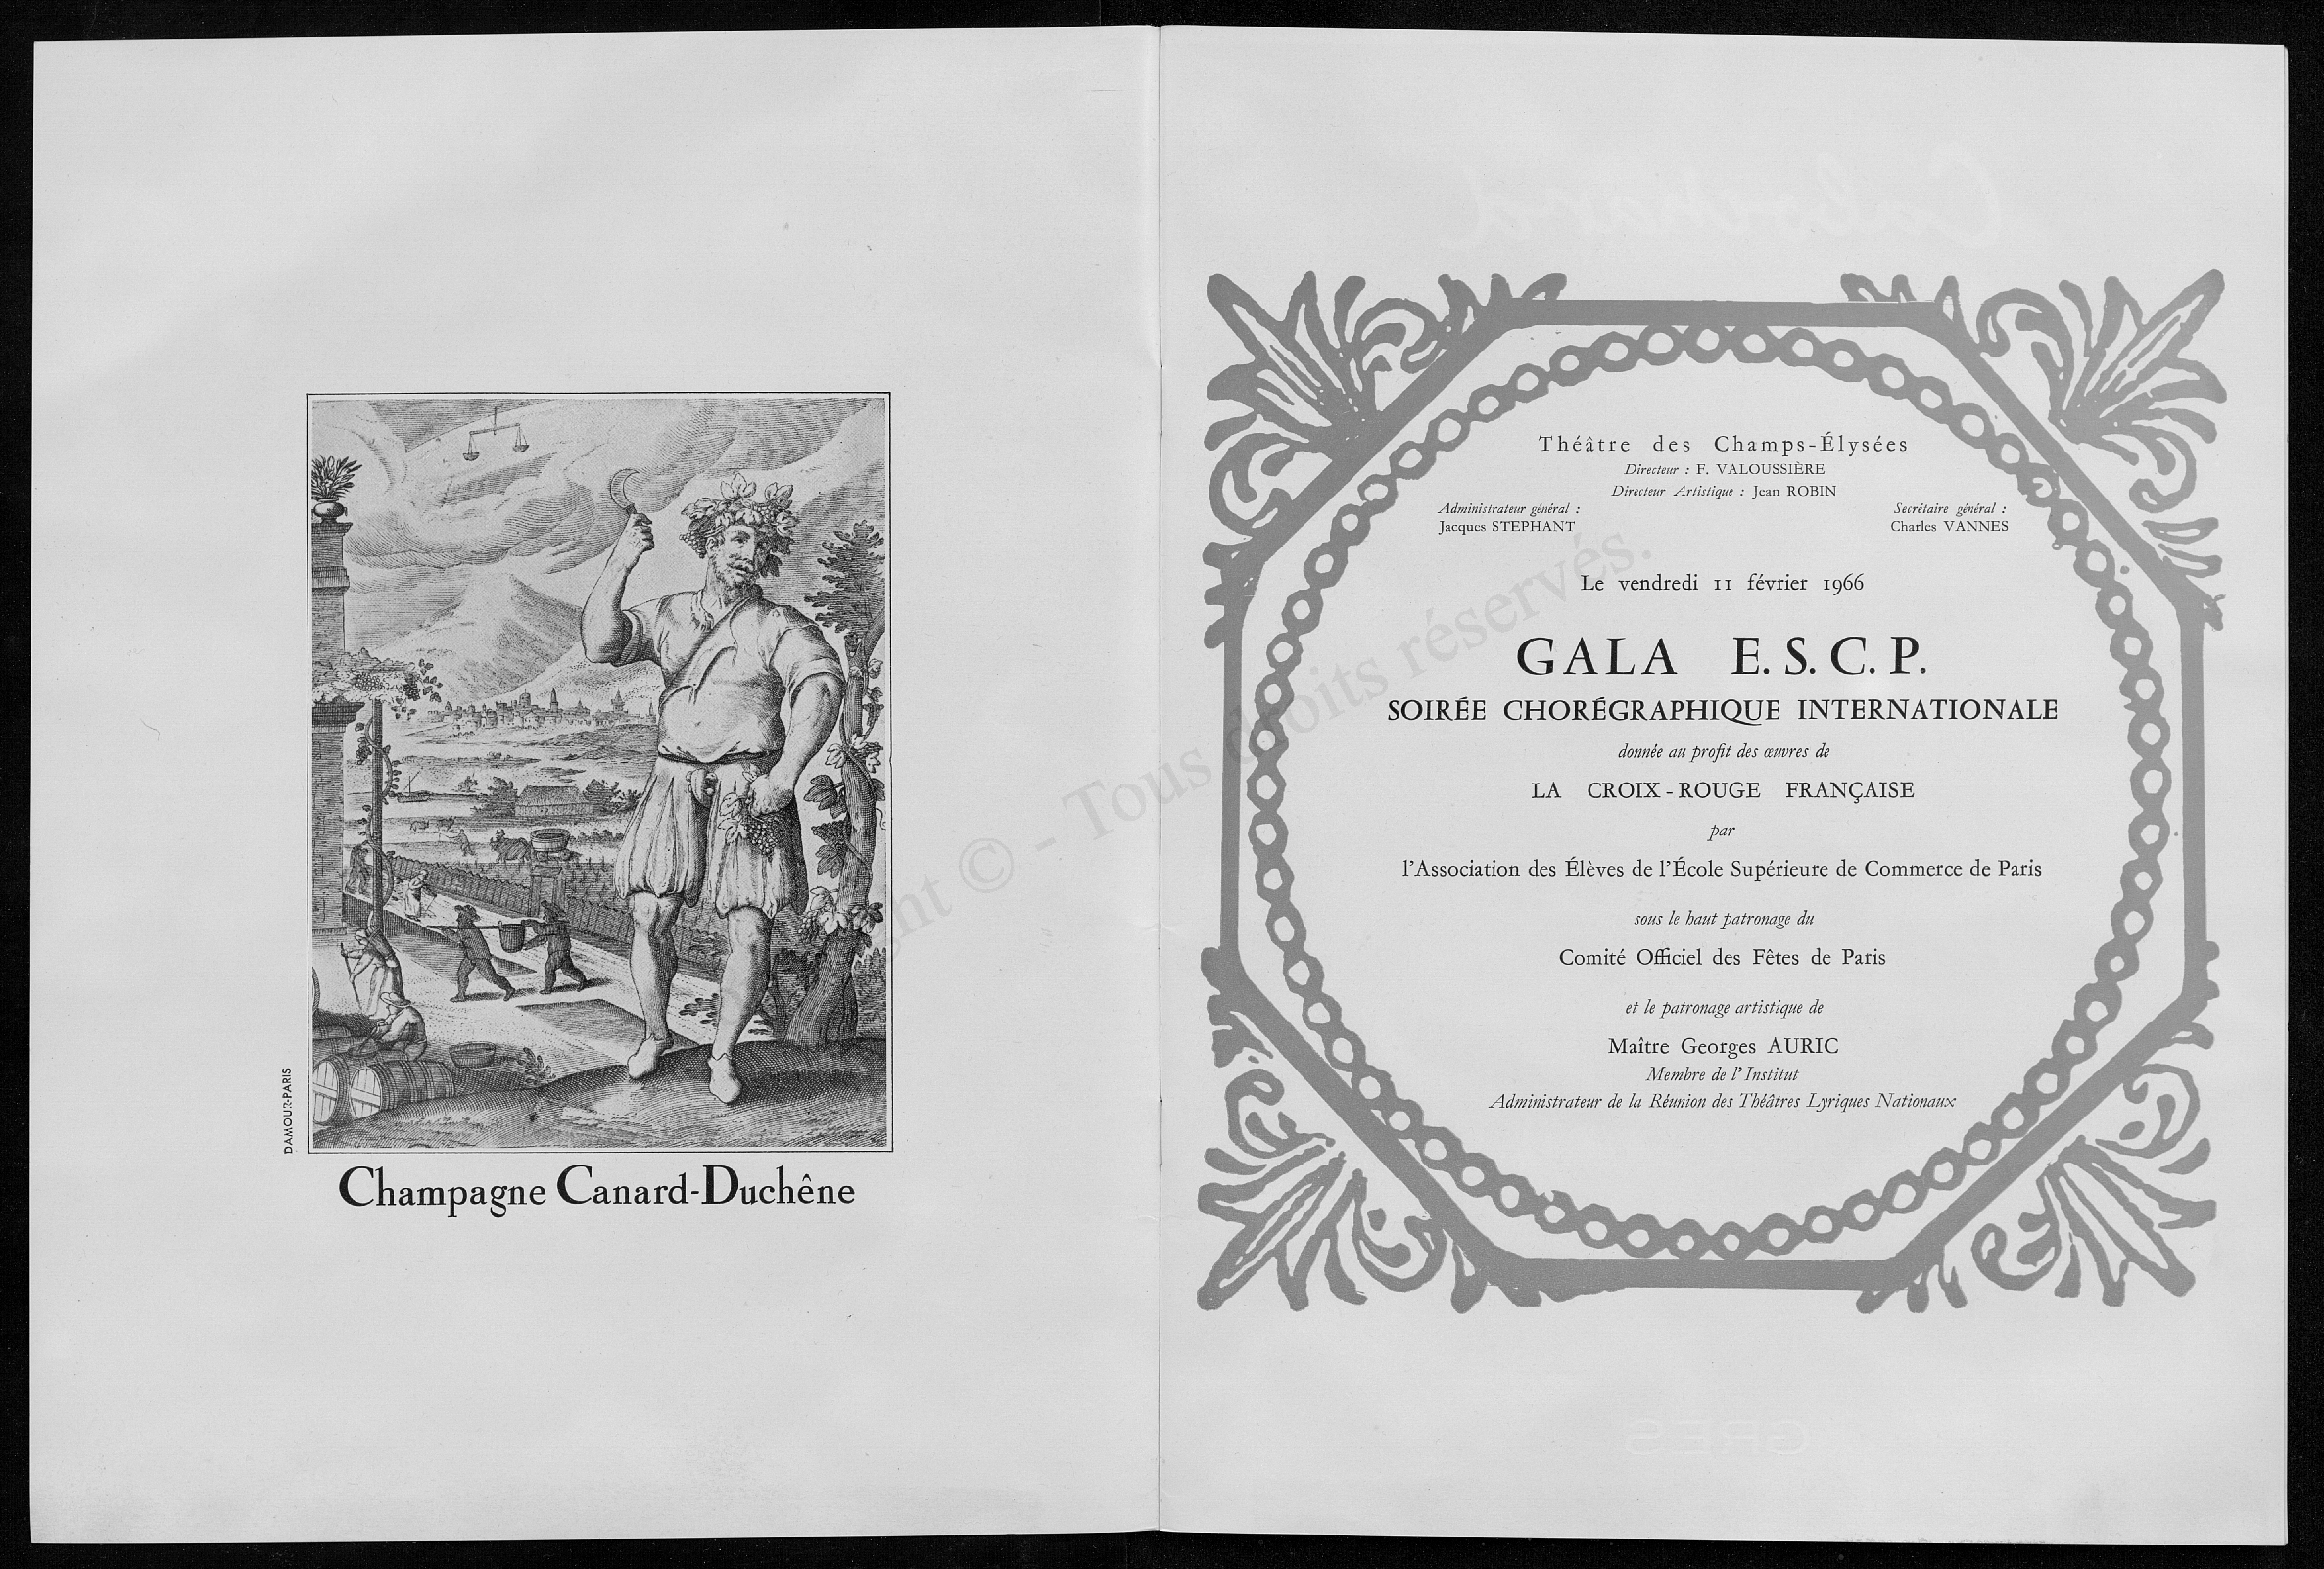 DAMOUR-PARIS
Champagne Canard-Duchêne
Théâtre des Champs-Élysées
Directeur : F. VALOUSSIÈRE
Directeur Artistique : Jean ROBIN
Administrateur général :
Jacques STEPHANT
Secrétaire général :
Charles VANNES
Le vendredi 11 février 1966
GALA E. S. C. P.
SOIRÉE CHORÉGRAPHIQUE INTERNATIONALE
donnée au profit des œuvres de
LA CROIX-ROUGE FRANÇAISE
par
l'Association des Élèves de l'École Supérieure de Commerce de Paris
sous le haut patronage du
Comité Officiel des Fêtes de Paris
et le patronage artistique de
Maître Georges AURIC
Membre de l'Institut
Administrateur de la Réunion des Théâtres Lyriques Nationaux
© - Tous droits réservés.